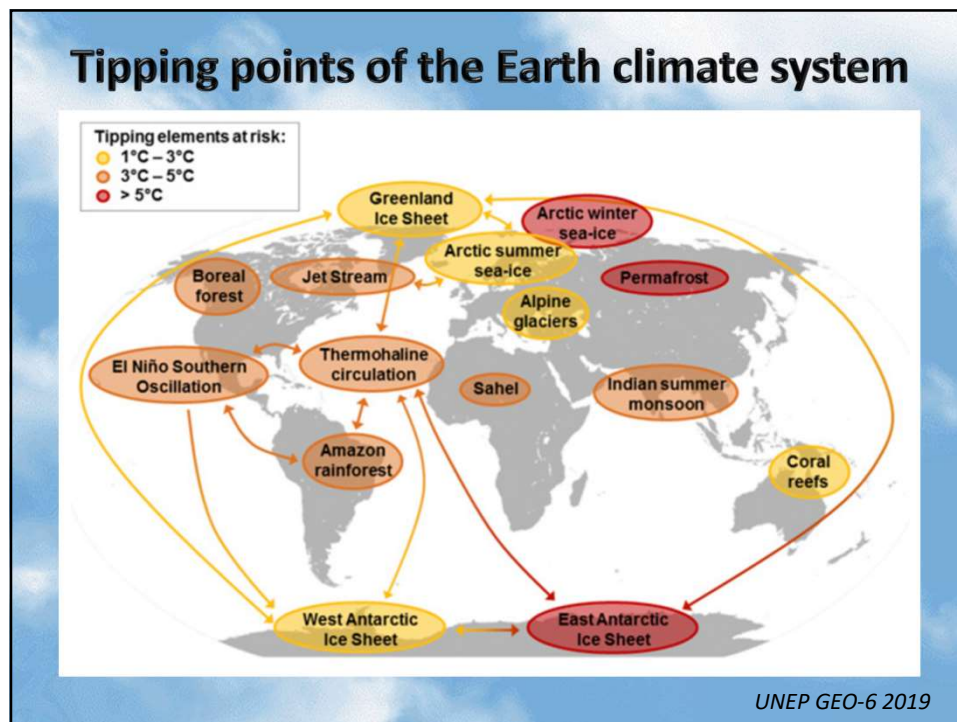 Tipping points of the Earth climate system
Tipping elements at risk:
1°C – 3°C
3°C – 5°C
> 5°C
Greenland
Ice Sheet
Arctic winter
sea-ice
Arctic summer
sea-ice
Boreal
forest
Jet Stream
Permafrost
Alpine
glaciers
El Niño Southern
Oscillation
Thermohaline
circulation
Sahel
Indian summer
monsoon
Amazon
rainforest
Coral
reefs
West Antarctic
Ice Sheet
East Antarctic
Ice Sheet
UNEP GEO-6 2019